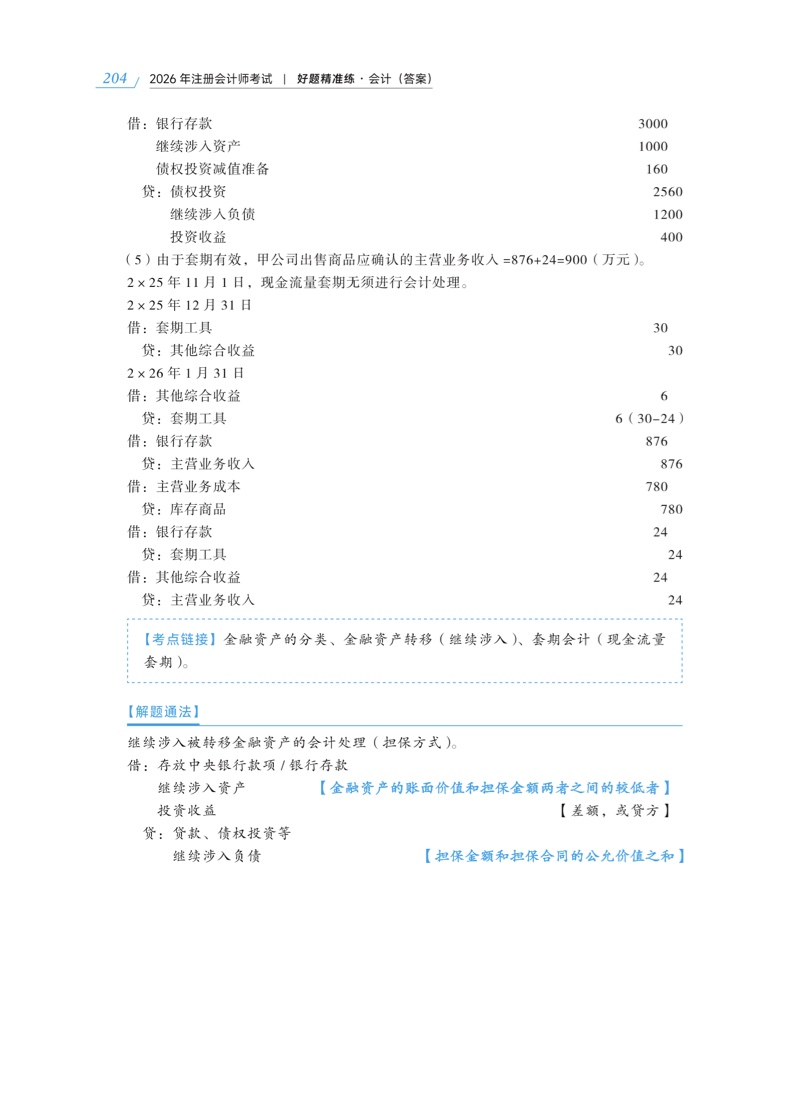 204 2026 年注册会计师考试 | 好题精准练·会计（答案）
借：银行存款 3000
继续涉入资产 1000
债权投资减值准备 160
贷：债权投资 2560
继续涉入负债 1200
投资收益 400
（5）由于套期有效，甲公司出售商品应确认的主营业务收入 =876+24=900（万元）。
2×25 年 11 月 1 日，现金流量套期无须进行会计处理。
2×25 年 12 月 31 日
借：套期工具 30
贷：其他综合收益 30
2×26 年 1 月 31 日
借：其他综合收益 6
贷：套期工具 6（30-24）
借：银行存款 876
贷：主营业务收入 876
借：主营业务成本 780
贷：库存商品 780
借：银行存款 24
贷：套期工具 24
借：其他综合收益 24
贷：主营业务收入 24
【考点链接】金融资产的分类、金融资产转移（继续涉入）、套期会计（现金流量
套期）。
【解题通法】
继续涉入被转移金融资产的会计处理（担保方式）。
借：存放中央银行款项 / 银行存款
继续涉入资产 【金融资产的账面价值和担保金额两者之间的较低者】
投资收益 【差额，或贷方】
贷：贷款、债权投资等
继续涉入负债 【担保金额和担保合同的公允价值之和】